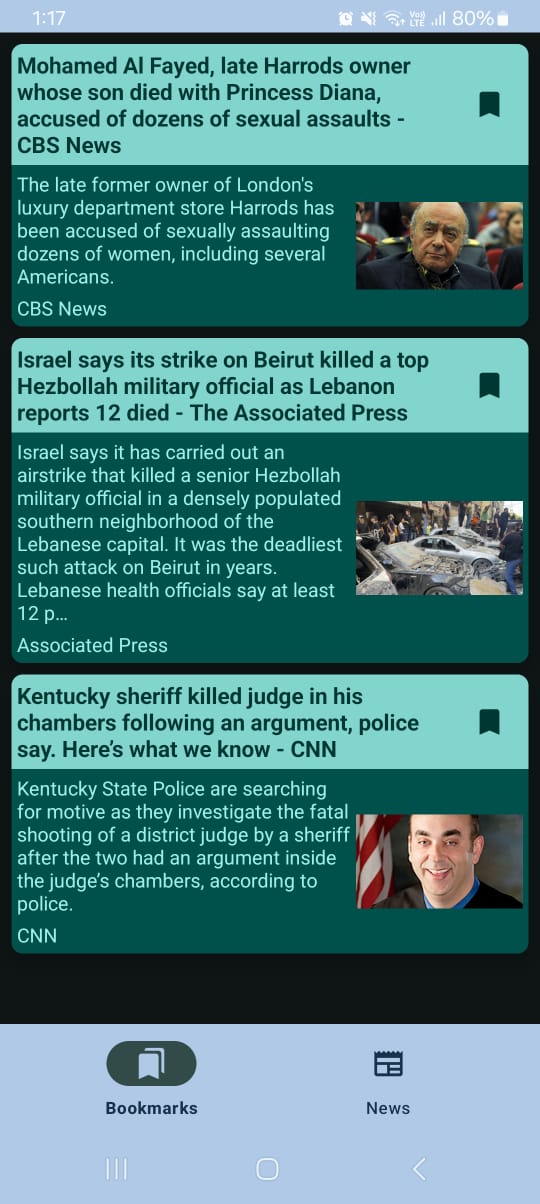 1:17
Vo)) LTE 80%
Mohamed Al Fayed, late Harrods owner
whose son died with Princess Diana,
accused of dozens of sexual assaults -
CBS News
The late former owner of London's
luxury department store Harrods has
been accused of sexually assaulting
dozens of women, including several
Americans.
CBS News
Israel says its strike on Beirut killed a top
Hezbollah military official as Lebanon
reports 12 died - The Associated Press
Israel says it has carried out an
airstrike that killed a senior Hezbollah
military official in a densely populated
southern neighborhood of the
Lebanese capital. It was the deadliest
such attack on Beirut in years.
Lebanese health officials say at least
12 p…
Associated Press
Kentucky sheriff killed judge in his
chambers following an argument, police
say. Here’s what we know - CNN
Kentucky State Police are searching
for motive as they investigate the fatal
shooting of a district judge by a sheriff
after the two had an argument inside
the judge’s chambers, according to
police.
CNN
Bookmarks
News